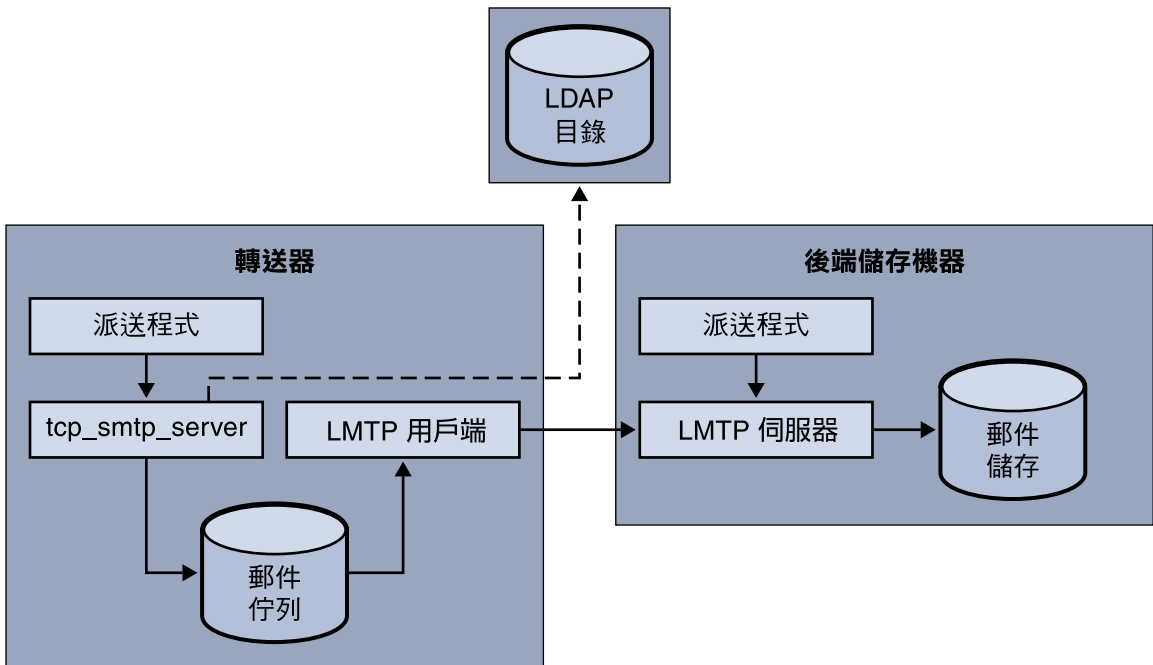 LDAP
目錄
轉送器
派送程式
tcp_smtp_server
LMTP 用戶端
郵件
佇列
後端儲存機器
派送程式
LMTP 伺服器
郵件
儲存